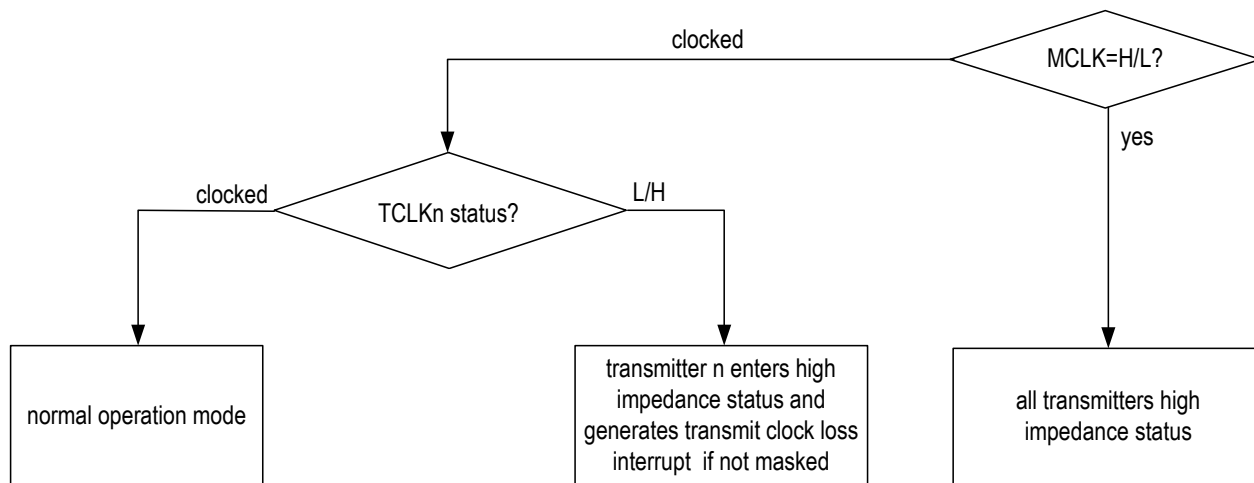 clocked
MCLK=H/L?
yes
clocked
TCLKn status?
L/H
normal operation mode
transmitter n enters high
impedance status and
generates transmit clock loss
interrupt if not masked
all transmitters high
impedance status